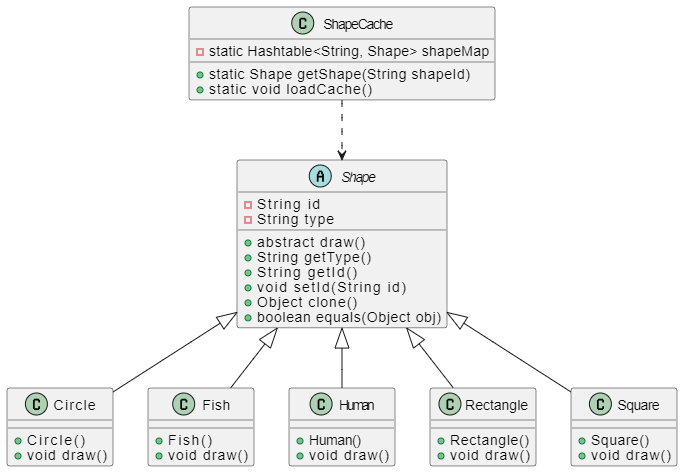 C ShapeCache
static Hashtable<String, Shape> shapeMap
static Shape getShape(String shapeId)
static void loadCache()
A Shape
String id
String type
abstract draw()
String getType()
String getId()
void setId(String id)
Object clone()
boolean equals(Object obj)
C Circle
Circle()
void draw()
C Fish
Fish()
void draw()
C Human
Human()
void draw()
C Rectangle
Rectangle()
void draw()
C Square
Square()
void draw()